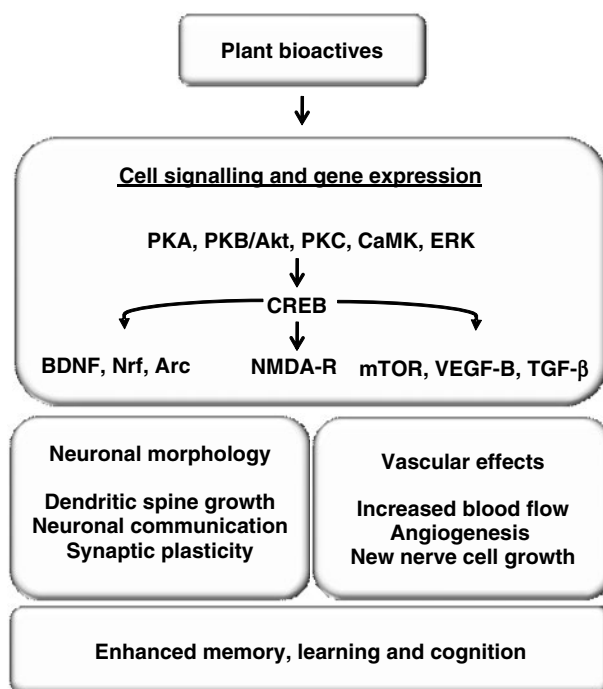 Plant bioactives
Cell signalling and gene expression
PKA, PKB/Akt, PKC, CaMK, ERK
CREB
BDNF, Nrf, Arc
NMDA-R
mTOR, VEGF-B, TGF-β
Neuronal morphology
Dendritic spine growth
Neuronal communication
Synaptic plasticity
Vascular effects
Increased blood flow
Angiogenesis
New nerve cell growth
Enhanced memory, learning and cognition